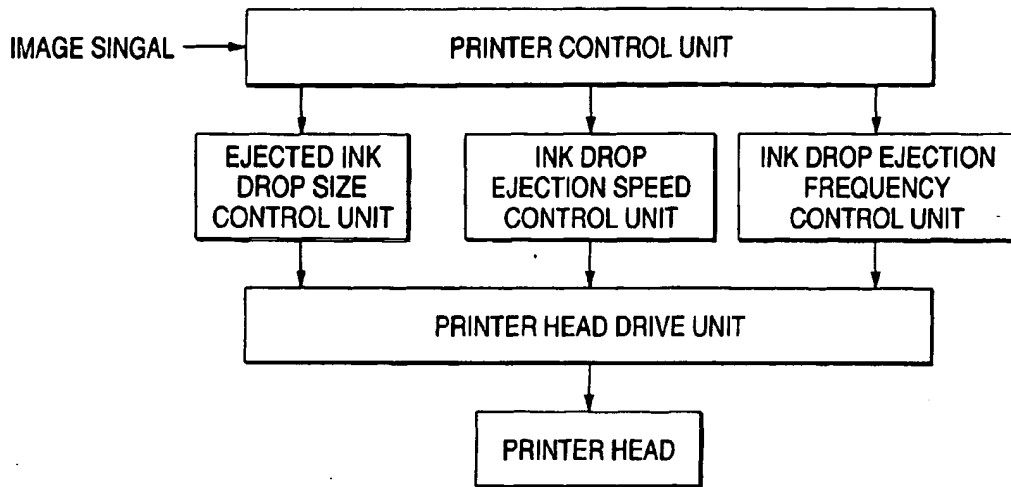 IMAGE SINGAL
PRINTER CONTROL UNIT
EJECTED INK
DROP SIZE
CONTROL UNIT
INK DROP
EJECTION SPEED
CONTROL UNIT
INK DROP EJECTION
FREQUENCY
CONTROL UNIT
PRINTER HEAD DRIVE UNIT
PRINTER HEAD